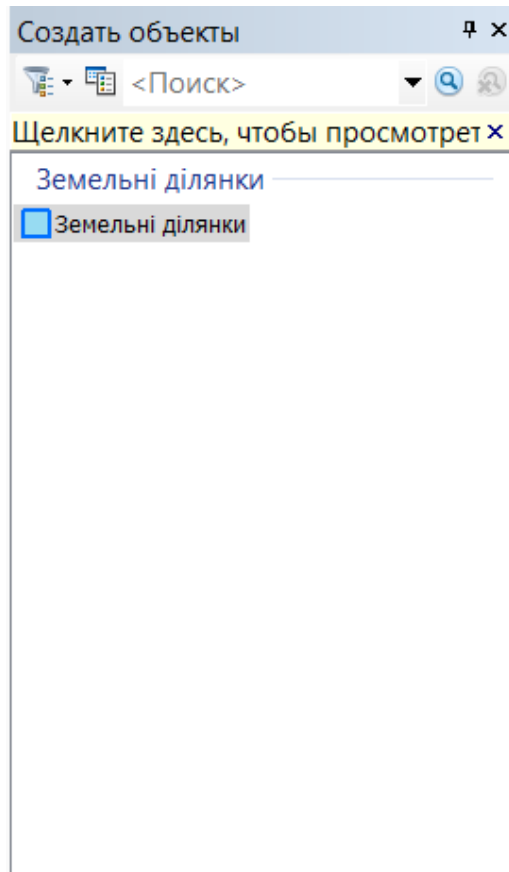 Создать объекты
<Поиск>
Щелкните здесь, чтобы просмотрет
Земельні ділянки
Земельні ділянки